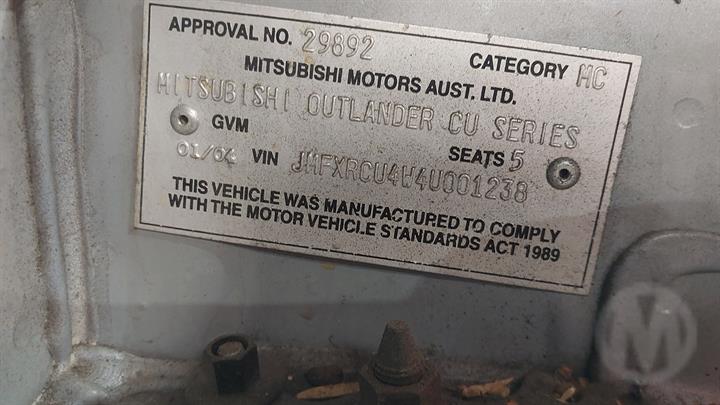 APPROVAL NO. 29892 CATEGORY MC
MITSUBISHI MOTORS AUST. LTD.
MITSUBISHI OUTLANDER CU SERIES
GVM SEATS 5
01/04 VIN JMFXRCU4W4U001238
THIS VEHICLE WAS MANUFACTURED TO COMPLY
WITH THE MOTOR VEHICLE STANDARDS ACT 1989
M